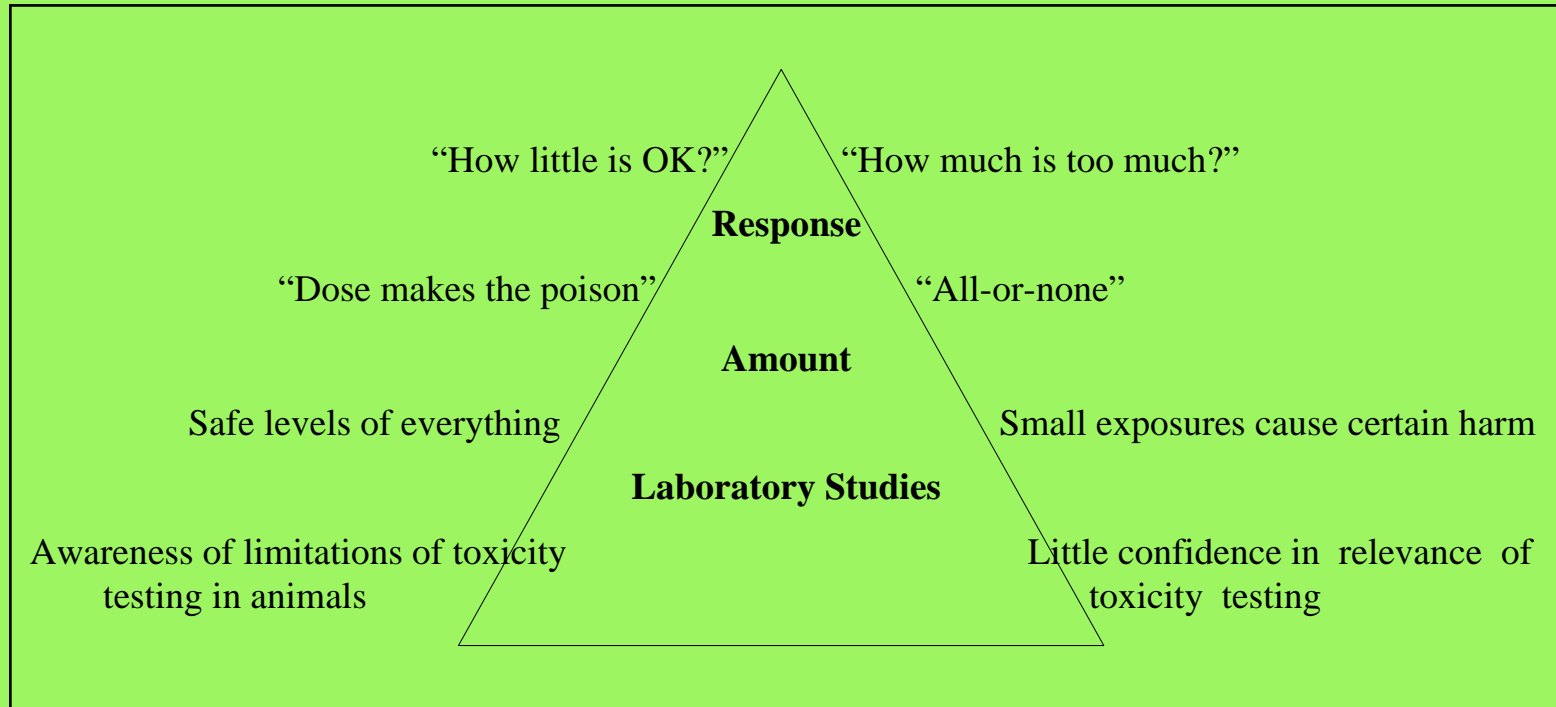 “How little is OK?” “How much is too much?”
Response
“Dose makes the poison” “All-or-none”
Amount
Safe levels of everything Small exposures cause certain harm
Laboratory Studies
Awareness of limitations of toxicity
testing in animals
Little confidence in relevance of
toxicity testing